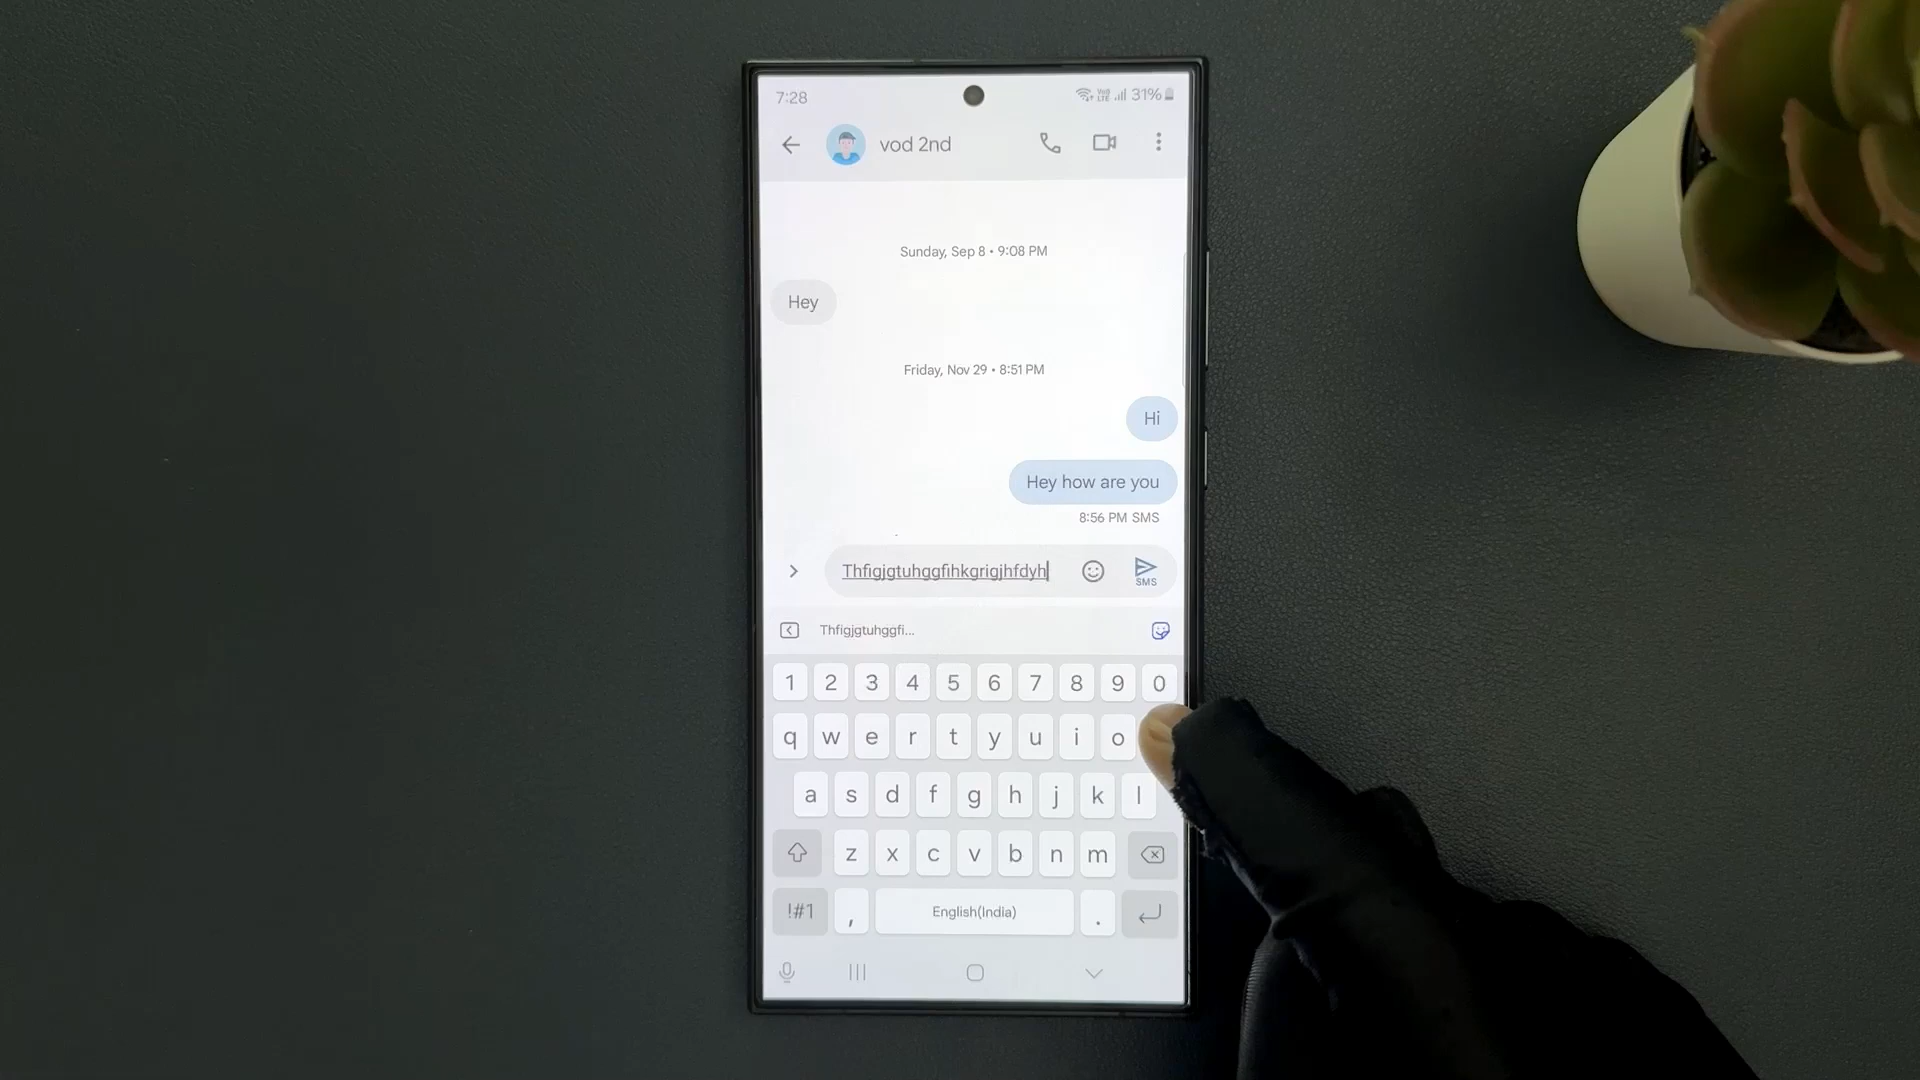 7:28 Vo) LTE 31%
vod 2nd
Sunday, Sep 8 • 9:08 PM
Hey
Friday, Nov 29 • 8:51 PM
Hi
Hey how are you
8:56 PM SMS
Thfigjgtuhggfihkgrigjhfdyh
SMS
Thfigjgtuhggfi...
1 2 3 4 5 6 7 8 9 0
q w e r t y u i o
a s d f g h j k l
z x c v b n m
!#1 , English(India) .